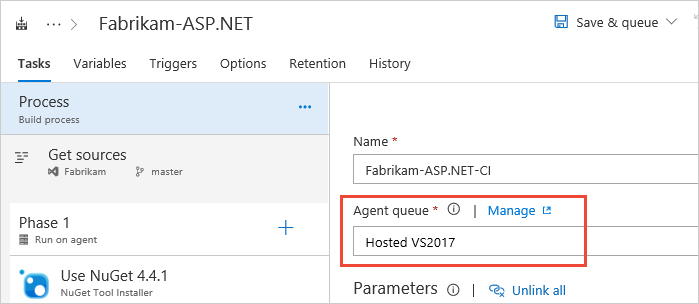 Fabrikam-ASP.NET
Save & queue
Tasks Variables Triggers Options Retention History
Process
Build process
Get sources
Fabrikam master
Phase 1
Run on agent
Use NuGet 4.4.1
NuGet Tool Installer
Name *
Fabrikam-ASP.NET-CI
Agent queue * | Manage
Hosted VS2017
Parameters | Unlink all